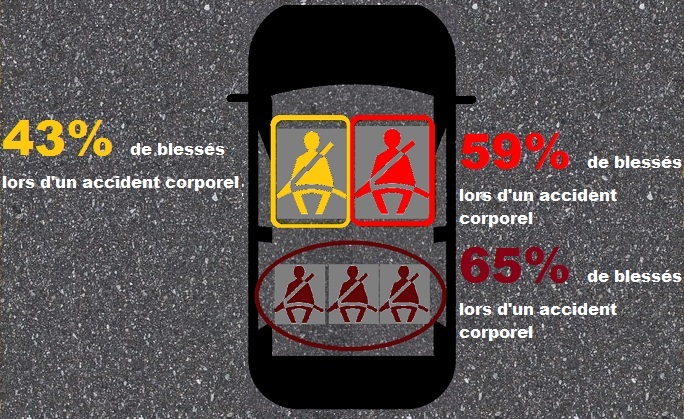 43% de blessés
lors d'un accident corporel
59% de blessés
lors d'un accident
corporel
65% de blessés
lors d'un accident
corporel